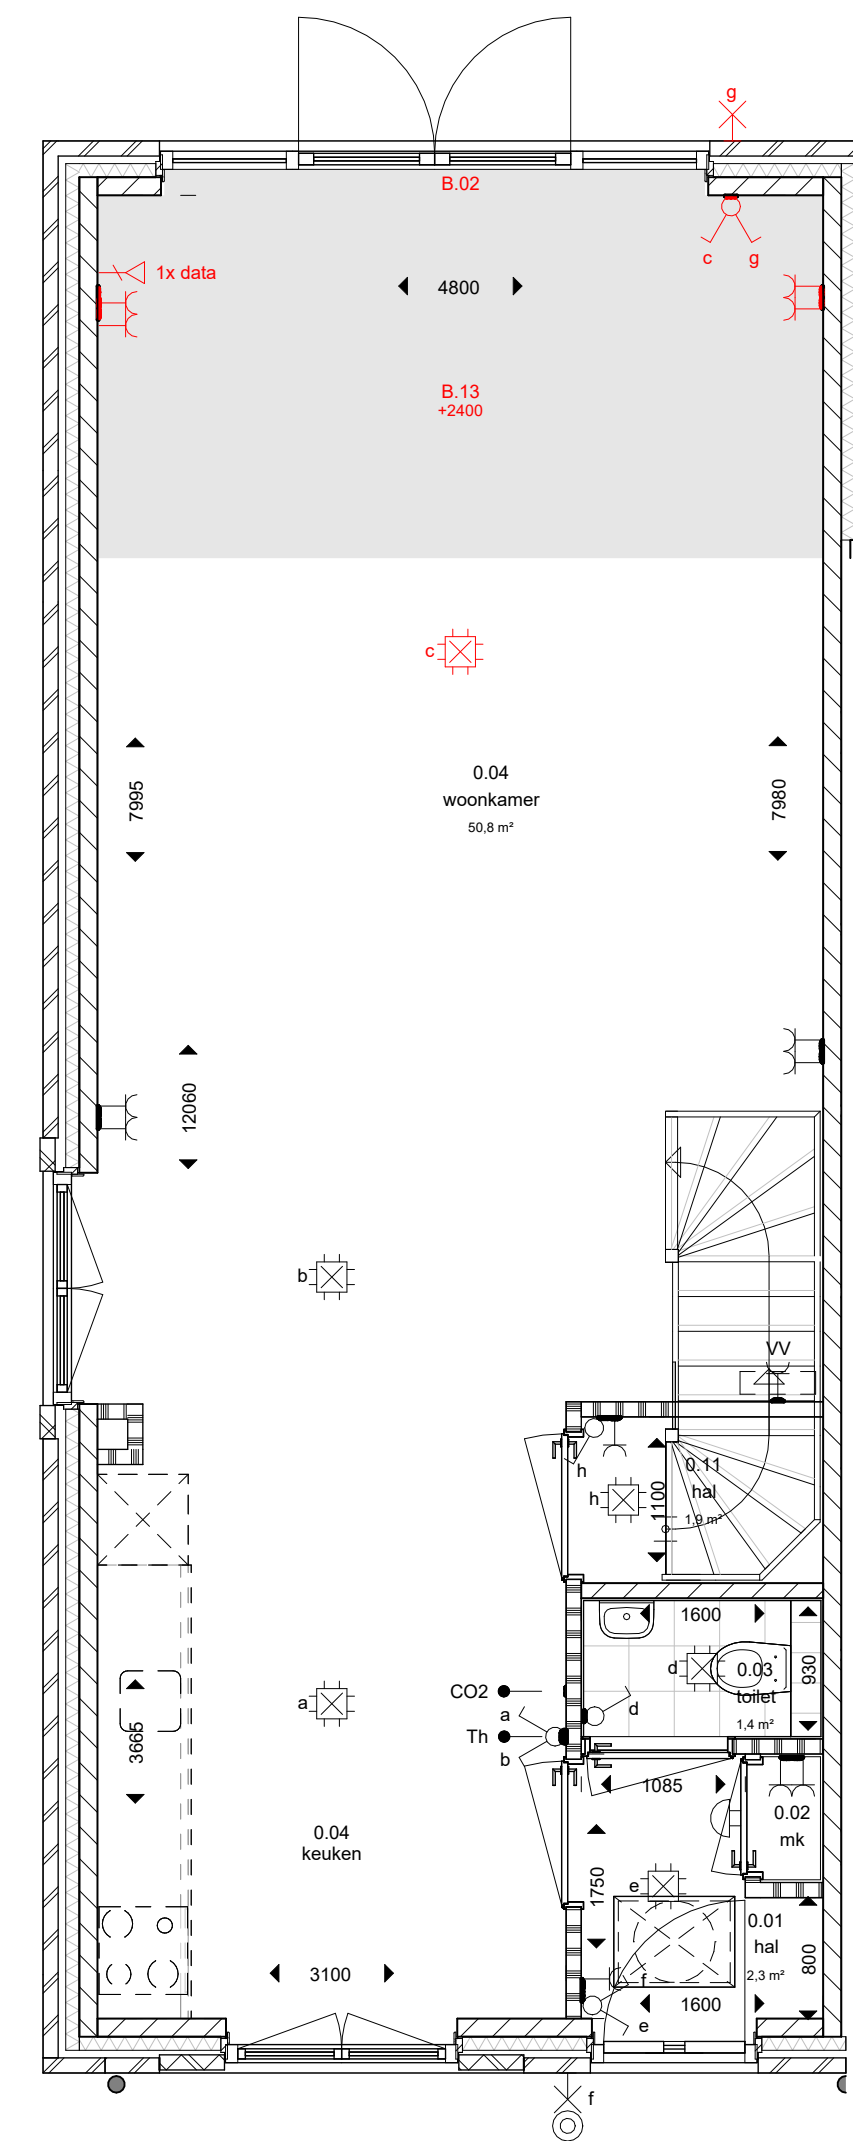 g
B.02
c g
1x data
4800
B.13
+2400
c
0.04
woonkamer
50,8 m²
7995
7980
12060
b
VV
h
0.11
hal
1,9 m²
h
1100
1600
d
0.03
toilet
1,4 m²
930
CO2
a
d
Th
b
a
3665
1085
0.02
mk
0.04
keuken
e
1750
0.01
hal
2,3 m²
800
f
3100
1600
e
f